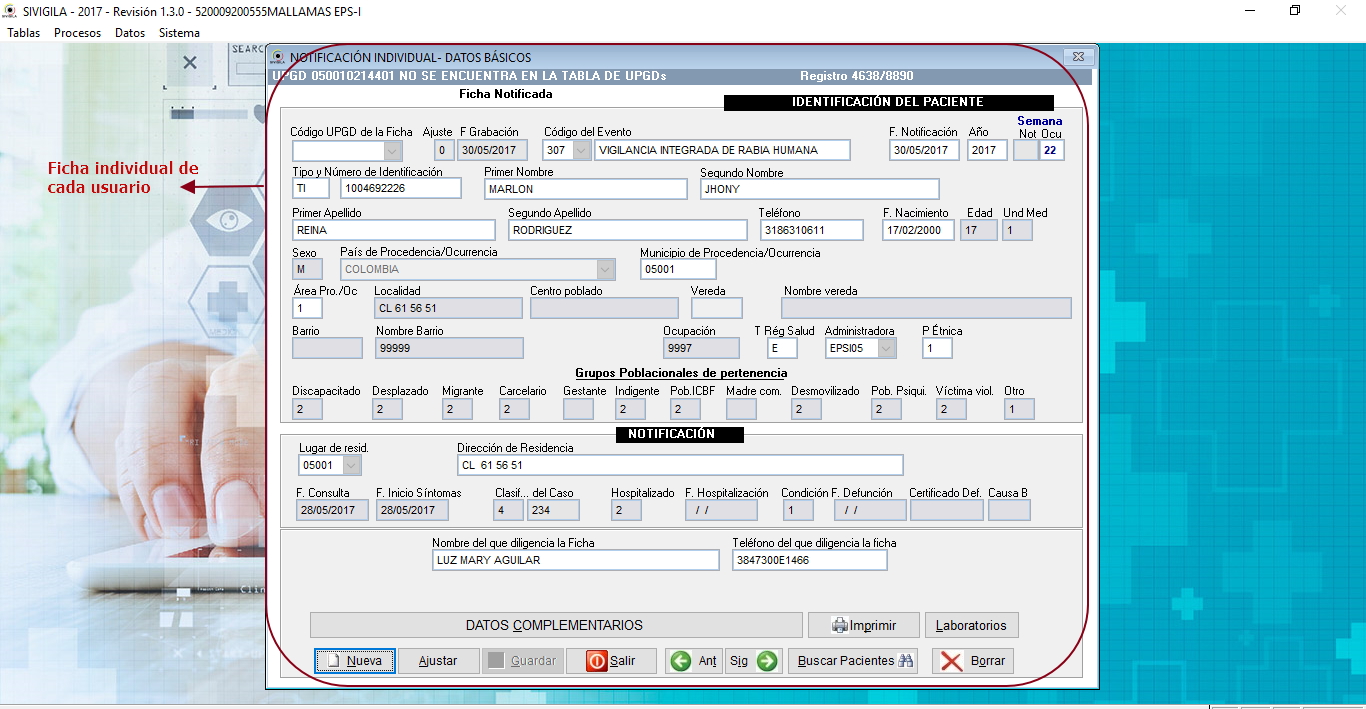 SIVIGILA - 2017 - Revisión 1.3.0 - 520009200555MALLAMAS EPS-I
Tablas Procesos Datos Sistema
SEARC
NOTIFICACIÓN INDIVIDUAL- DATOS BÁSICOS
UPGD 050010214401 NO SE ENCUENTRA EN LA TABLA DE UPGDs Registro 4638/8890
Ficha Notificada
IDENTIFICACIÓN DEL PACIENTE
Semana
Código UPGD de la Ficha Ajuste F Grabación Código del Evento F. Notificación Año Not Ocu
0 30/05/2017 307 VIGILANCIA INTEGRADA DE RABIA HUMANA 30/05/2017 2017 22
Ficha individual de
cada usuario
Tipo y Número de Identificación Primer Nombre Segundo Nombre
TI 1004692226 MARLON JHONY
Primer Apellido Segundo Apellido Teléfono F. Nacimiento Edad Und Med
REINA RODRIGUEZ 3186310611 17/02/2000 17 1
Sexo País de Procedencia/Ocurrencia Municipio de Procedencia/Ocurrencia
M COLOMBIA 05001
Área Pro./Oc Localidad Centro poblado Vereda Nombre vereda
1 CL 61 56 51
Barrio Nombre Barrio Ocupación T Rég Salud Administradora P Étnica
99999 9997 E EPSI05 1
Grupos Poblacionales de pertenencia
Discapacitado Desplazado Migrante Carcelario Gestante Indigente Pob.ICBF Madre com. Desmovilizado Pob. Psiqui. Víctima viol. Otro
2 2 2 2 2 2 2 2 2 1
NOTIFICACIÓN
Lugar de resid. Dirección de Residencia
05001 CL 61 56 51
F. Consulta F. Inicio Síntomas Clasif... del Caso Hospitalizado F. Hospitalización Condición F. Defunción Certificado Def. Causa B
28/05/2017 28/05/2017 4 234 2 / / 1 / /
Nombre del que diligencia la Ficha Teléfono del que diligencia la ficha
LUZ MARY AGUILAR 3847300E1466
DATOS COMPLEMENTARIOS Imprimir Laboratorios
Nueva Ajustar Guardar Salir Ant Sig Buscar Pacientes Borrar